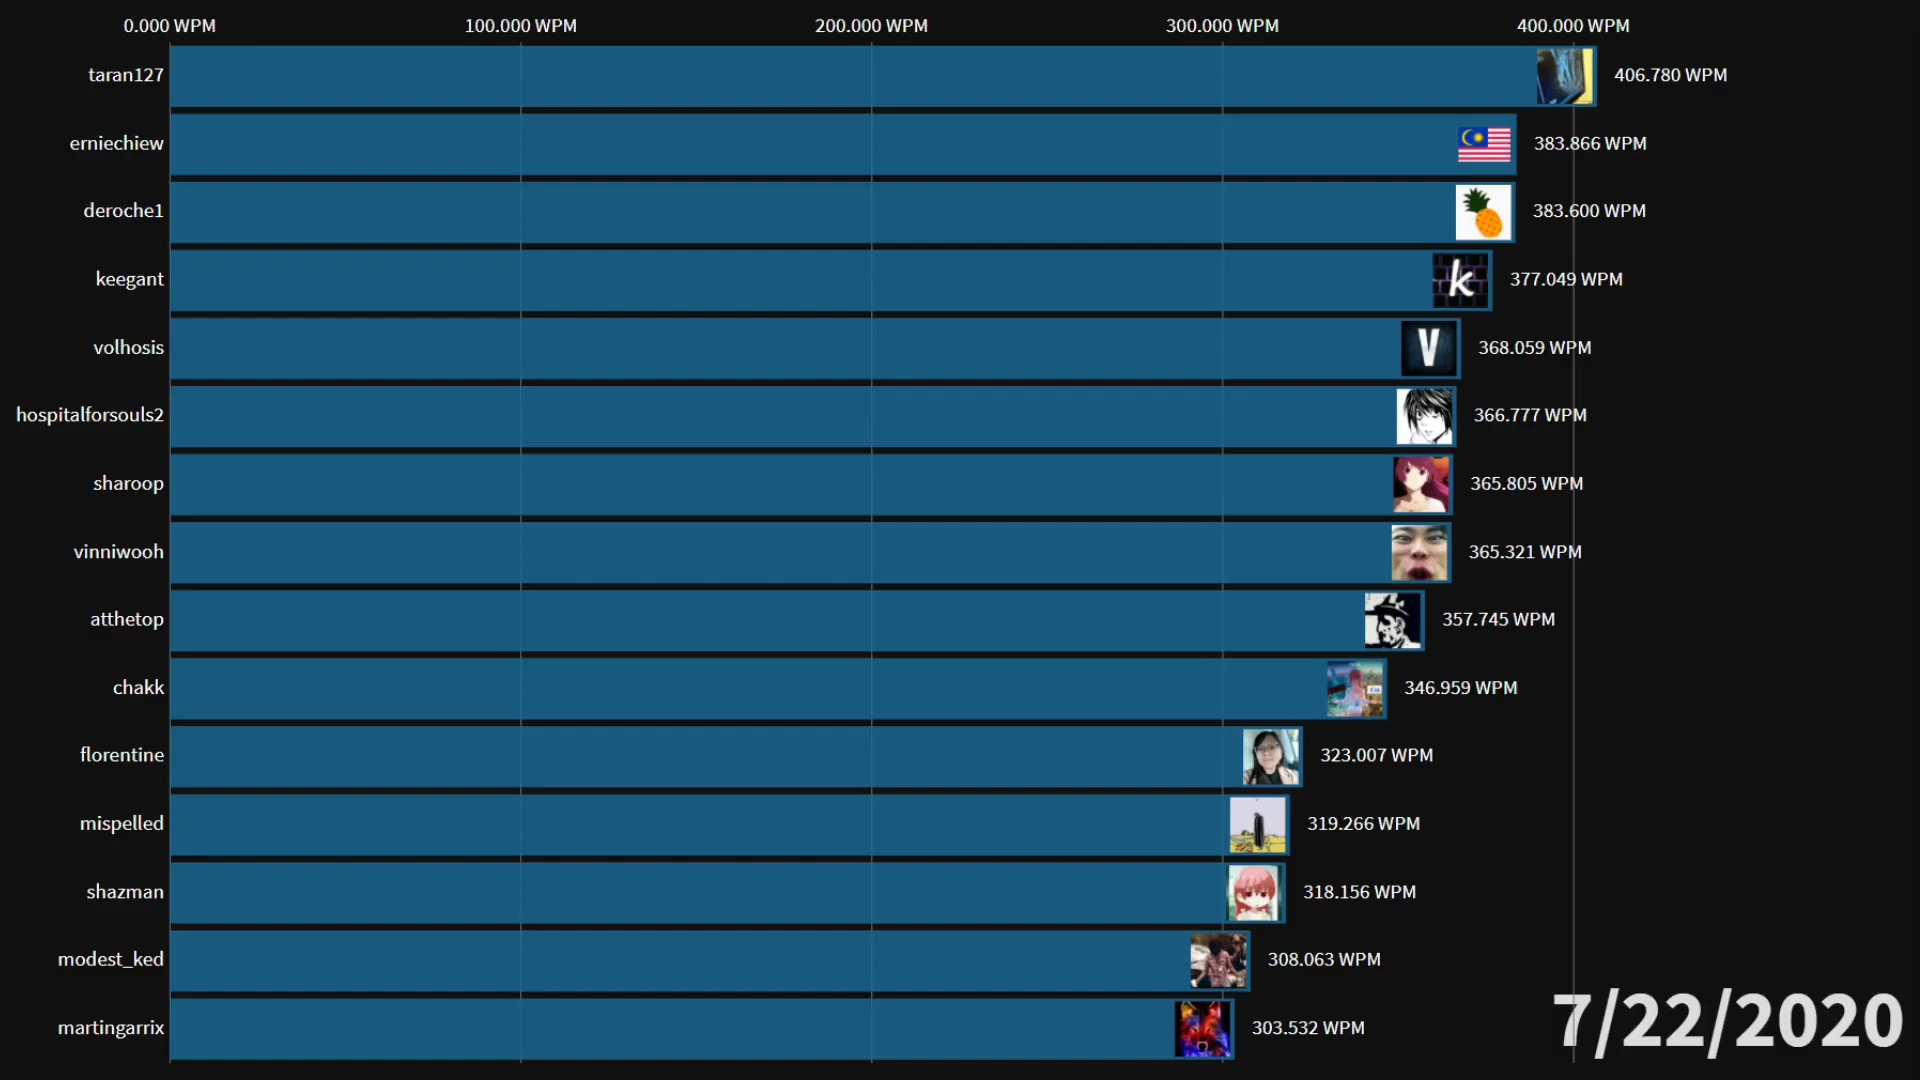 0.000 WPM 100.000 WPM 200.000 WPM 300.000 WPM 400.000 WPM
taran127 406.780 WPM
erniechiew 383.866 WPM
deroche1 383.600 WPM
keegant k 377.049 WPM
volhosis V 368.059 WPM
hospitalforsouls2 366.777 WPM
sharoop 365.805 WPM
vinniwooh 365.321 WPM
atthetop 357.745 WPM
chakk 346.959 WPM
florentine 323.007 WPM
mispelled 319.266 WPM
shazman 318.156 WPM
modest_ked 308.063 WPM
martingarrix 303.532 WPM
7/22/2020